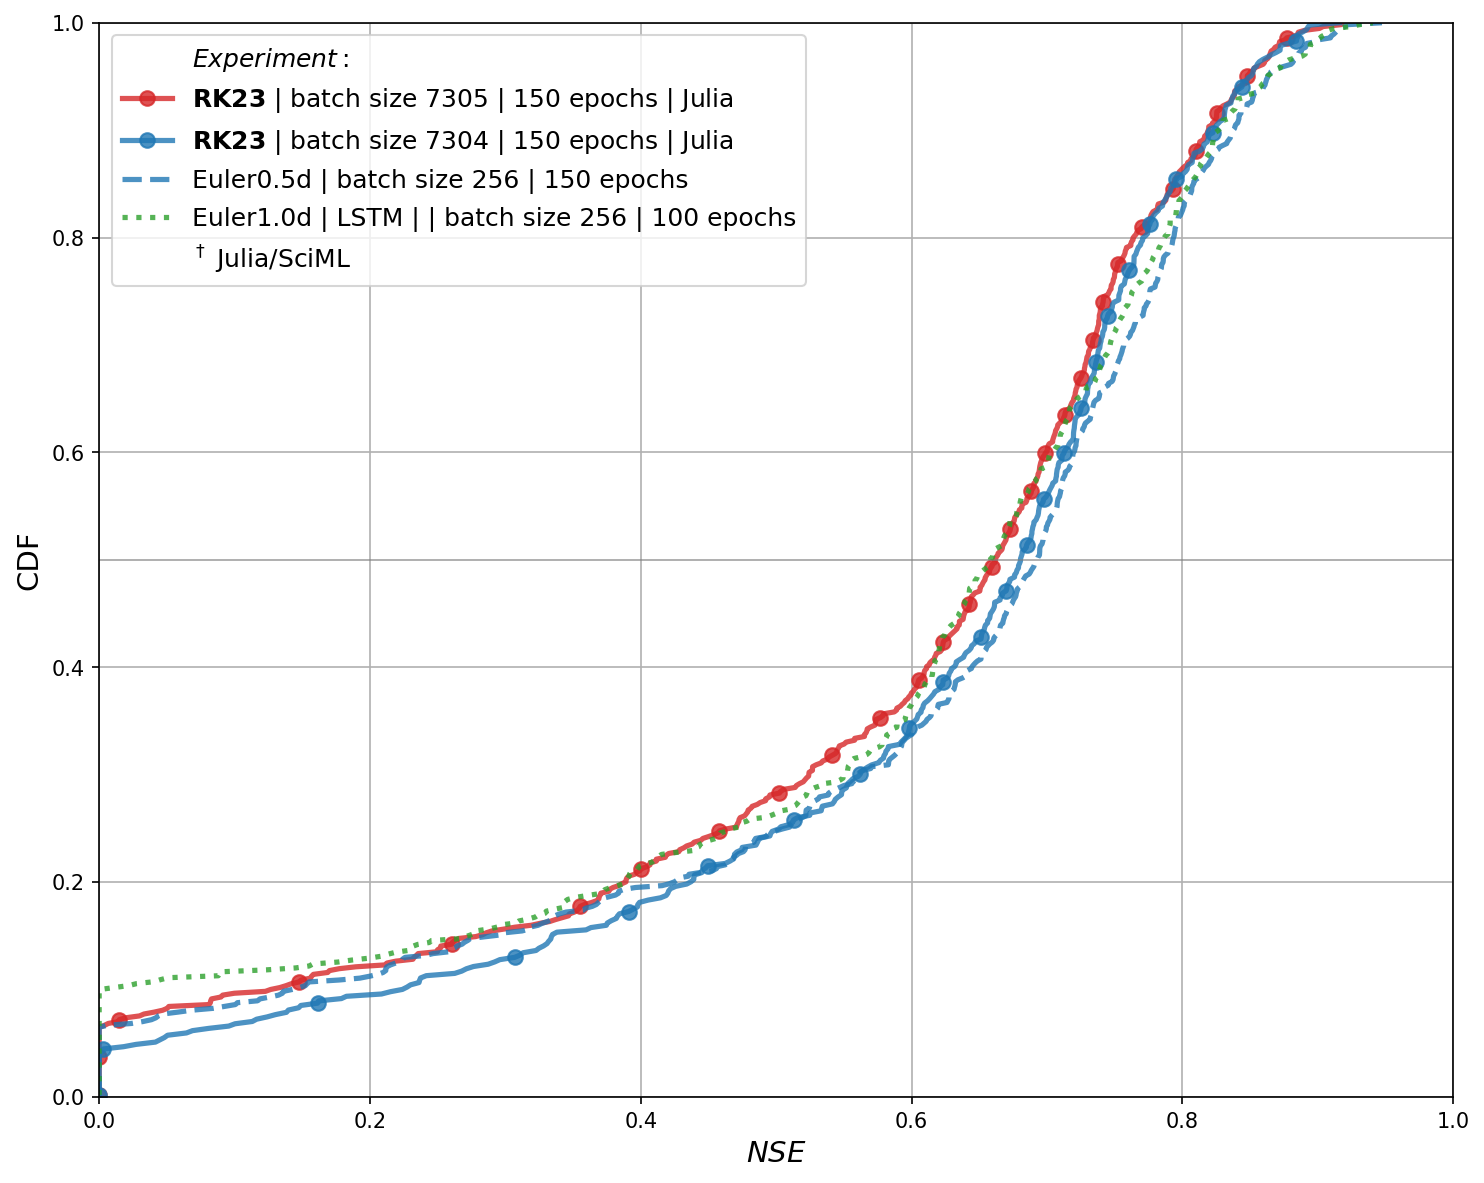 1.0
0.8
0.6
0.4
0.2
0.0
CDF
Experiment:
RK23 | batch size 7305 | 150 epochs | Julia
RK23 | batch size 7304 | 150 epochs | Julia
Euler0.5d | batch size 256 | 150 epochs
Euler1.0d | LSTM | | batch size 256 | 100 epochs
† Julia/SciML
0.0 0.2 0.4 0.6 0.8 1.0
NSE